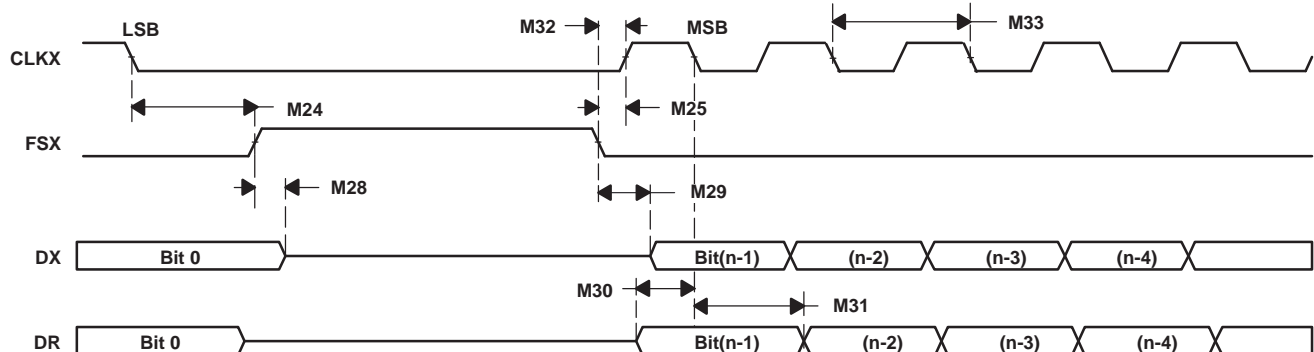 LSB M32 MSB M33
CLKX
M24 M25
FSX
M28 M29
DX Bit 0 Bit(n-1) (n-2) (n-3) (n-4)
M30 M31
DR Bit 0 Bit(n-1) (n-2) (n-3) (n-4)